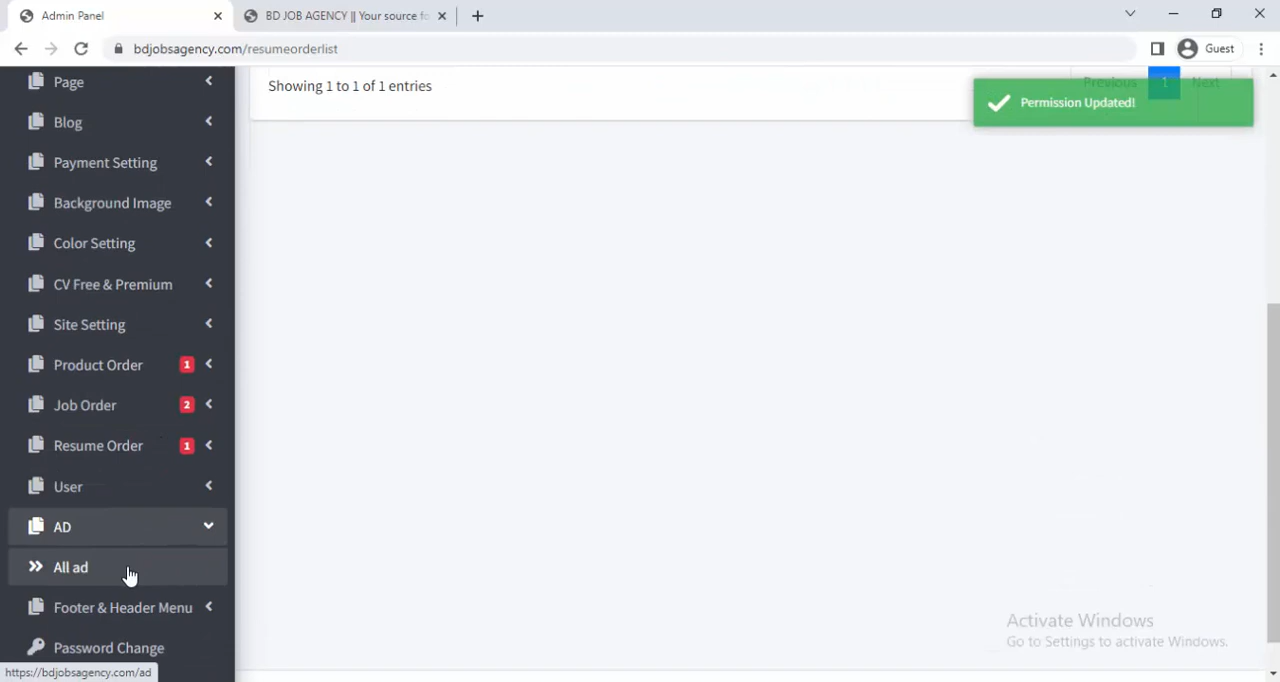 Admin Panel
BD JOB AGENCY || Your source fo
bdjobsagency.com/resumeorderlist
Guest
Page
Blog
Payment Setting
Background Image
Color Setting
CV Free & Premium
Site Setting
Product Order 1
Job Order 2
Resume Order 1
User
AD
All ad
Footer & Header Menu
Password Change
https://bdjobsagency.com/ad
Showing 1 to 1 of 1 entries
Previous 1 Next
Permission Updated!
Activate Windows
Go to Settings to activate Windows.